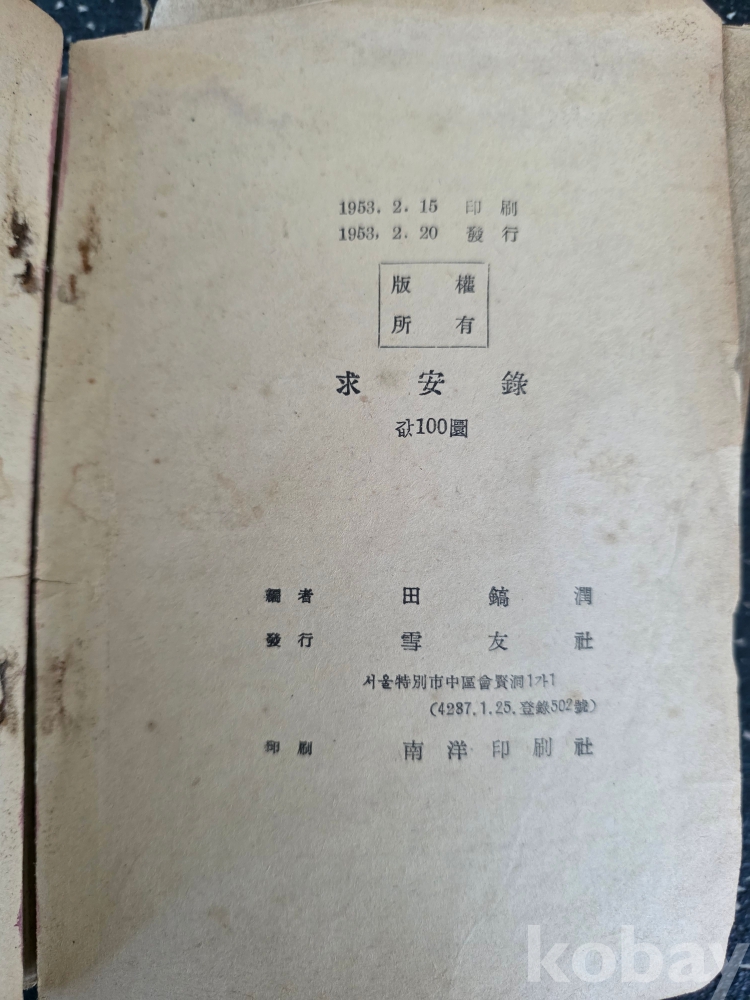 1953. 2. 15 印刷
1953. 2. 20 發行
版權
所有
求安錄
값100圜
編者 田鎬潤
發行 雪友社
서울特別市中區會賢洞1가1
(4287.1.25.登錄502號)
印刷 南洋印刷社
kobay